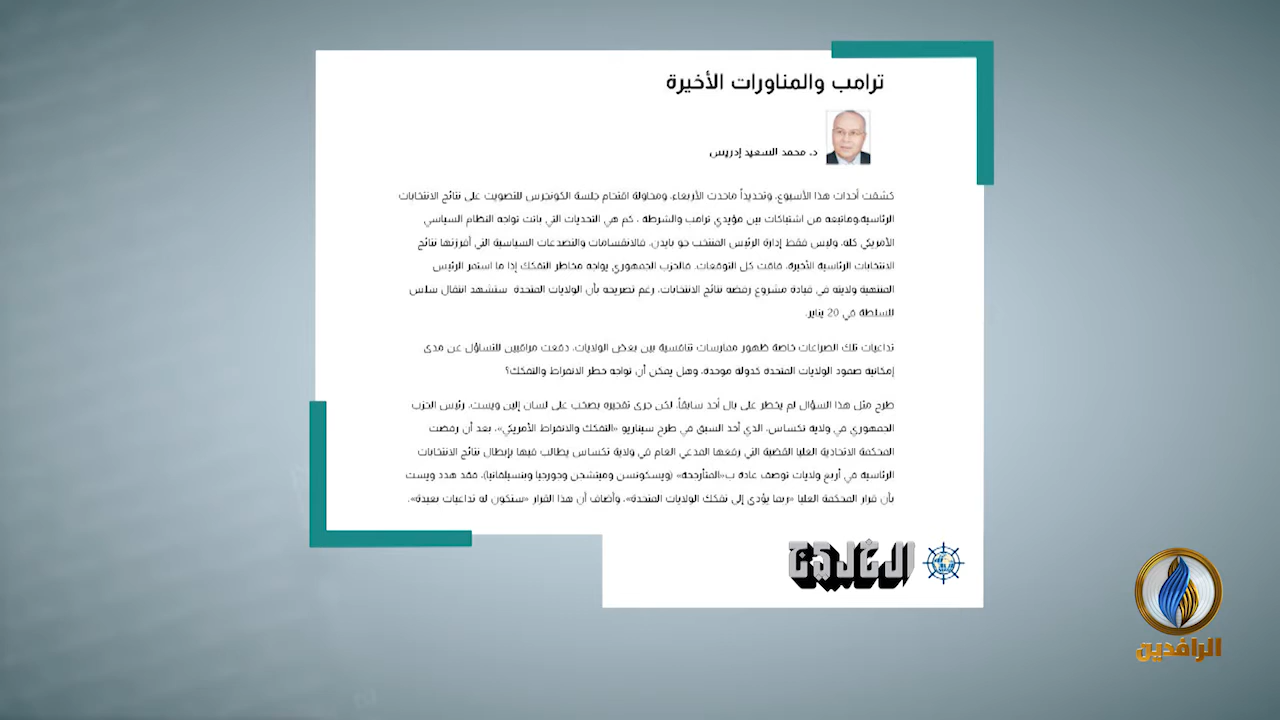 ترامب والمناورات الأخيرة
د. محمد السعيد إدريس
كشفت أحداث هذا الأسبوع، وتحديداً ماحدث الأربعاء، ومحاولة اقتحام جلسة الكونجرس للتصويت على نتائج الانتخابات
الرئاسية،وماتبعه من اشتباكات بين مؤيدي ترامب والشرطة ، كم هي التحديات التي باتت تواجه النظام السياسي
الأمريكي كله، وليس فقط إدارة الرئيس المنتخب جو بايدن. فالانقسامات والتصدعات السياسية التي أفرزتها نتائج
الانتخابات الرئاسية الأخيرة، فاقت كل التوقعات. فالحزب الجمهوري يواجه مخاطر التفكك إذا ما استمر الرئيس
المنتهية ولايته في قيادة مشروع رفضه نتائج الانتخابات، رغم تصريحه بأن الولايات المتحدة ستشهد انتقال سلس
للسلطة في 20 يناير.
تداعيات تلك الصراعات خاصة ظهور ممارسات تنافسية بين بعض الولايات، دفعت مراقبين للتساؤل عن مدى
إمكانية صمود الولايات المتحدة كدولة موحدة، وهل يمكن أن تواجه خطر الانفراط والتفكك؟
طرح مثل هذا السؤال لم يخطر على بال أحد سابقاً، لكن جرى تفجيره بصخب على لسان إلين ويست، رئيس الحزب
الجمهوري في ولاية تكساس، الذي أخذ السبق في طرح سيناريو «التفكك والانفراط الأمريكي»، بعد أن رفضت
المحكمة الاتحادية العليا القضية التي رفعها المدعي العام في ولاية تكساس يطالب فيها بإبطال نتائج الانتخابات
الرئاسية في أربع ولايات توصف عادة ب«المتأرجحة» (ويسكونسن وميتشجن وجورجيا وبنسيلفانيا)، فقد هدد ويست
بأن قرار المحكمة العليا «ربما يؤدي إلى تفكك الولايات المتحدة»، وأضاف أن هذا القرار «ستكون له تداعيات بعيدة».
الخليج
الرافدين